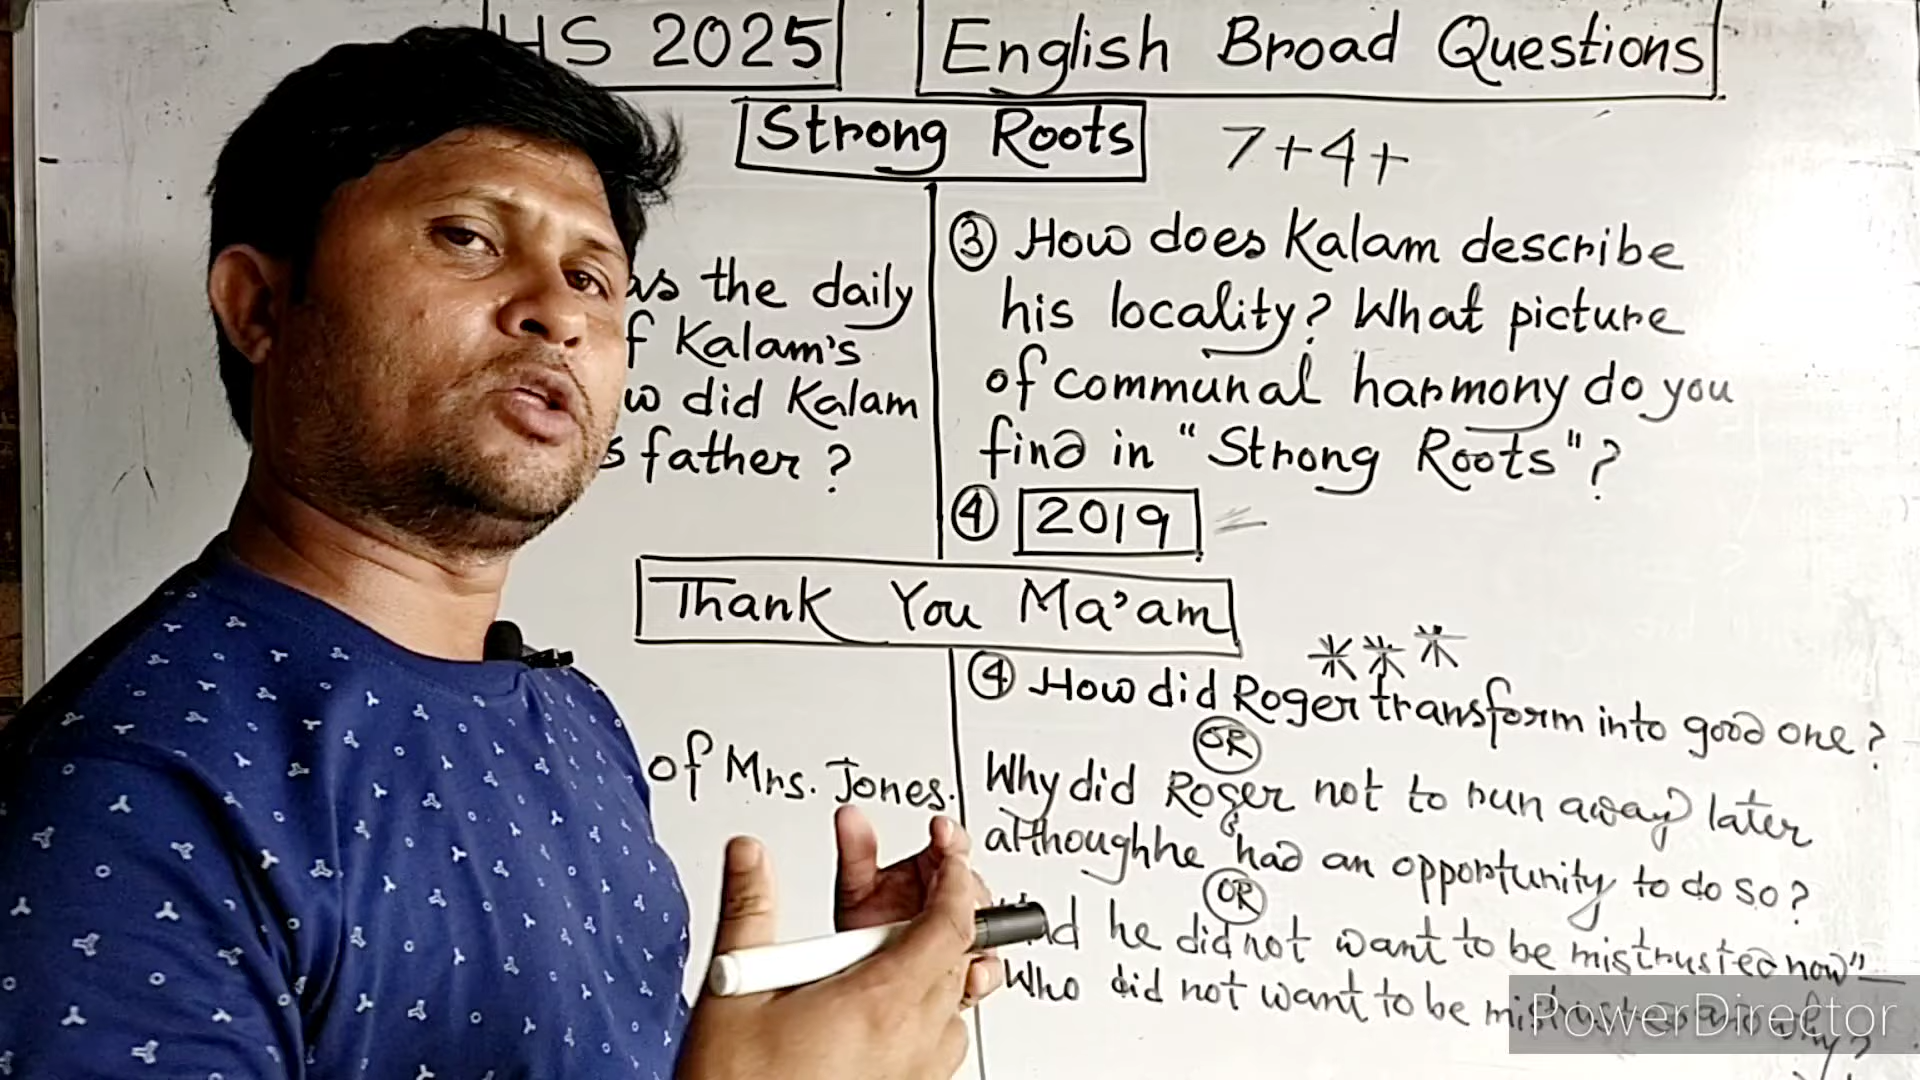 HS 2025
English Broad Questions
Strong Roots
7+4+
as the daily
f Kalam's
w did Kalam
s father?
③ How does Kalam describe
his locality? What picture
of communal harmony do you
find in "Strong Roots"?
④ 2019
Thank You Ma'am
of Mrs. Jones.
④ How did Roger transform into good one?
OR
Why did Roger not to run away later
although he had an opportunity to do so?
OR
he did not want to be mistrusted now"—
Who did not want to be
PowerDirector